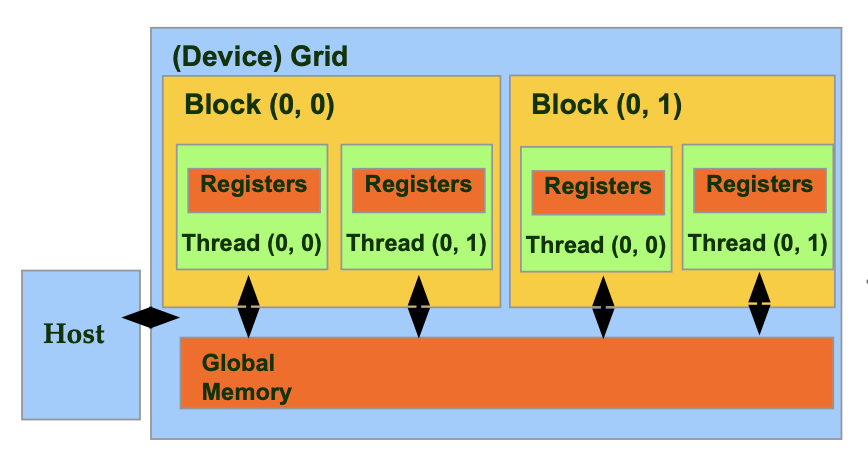 (Device) Grid
Block (0, 0)
Block (0, 1)
Registers
Registers
Registers
Registers
Thread (0, 0)
Thread (0, 1)
Thread (0, 0)
Thread (0, 1)
Host
Global
Memory